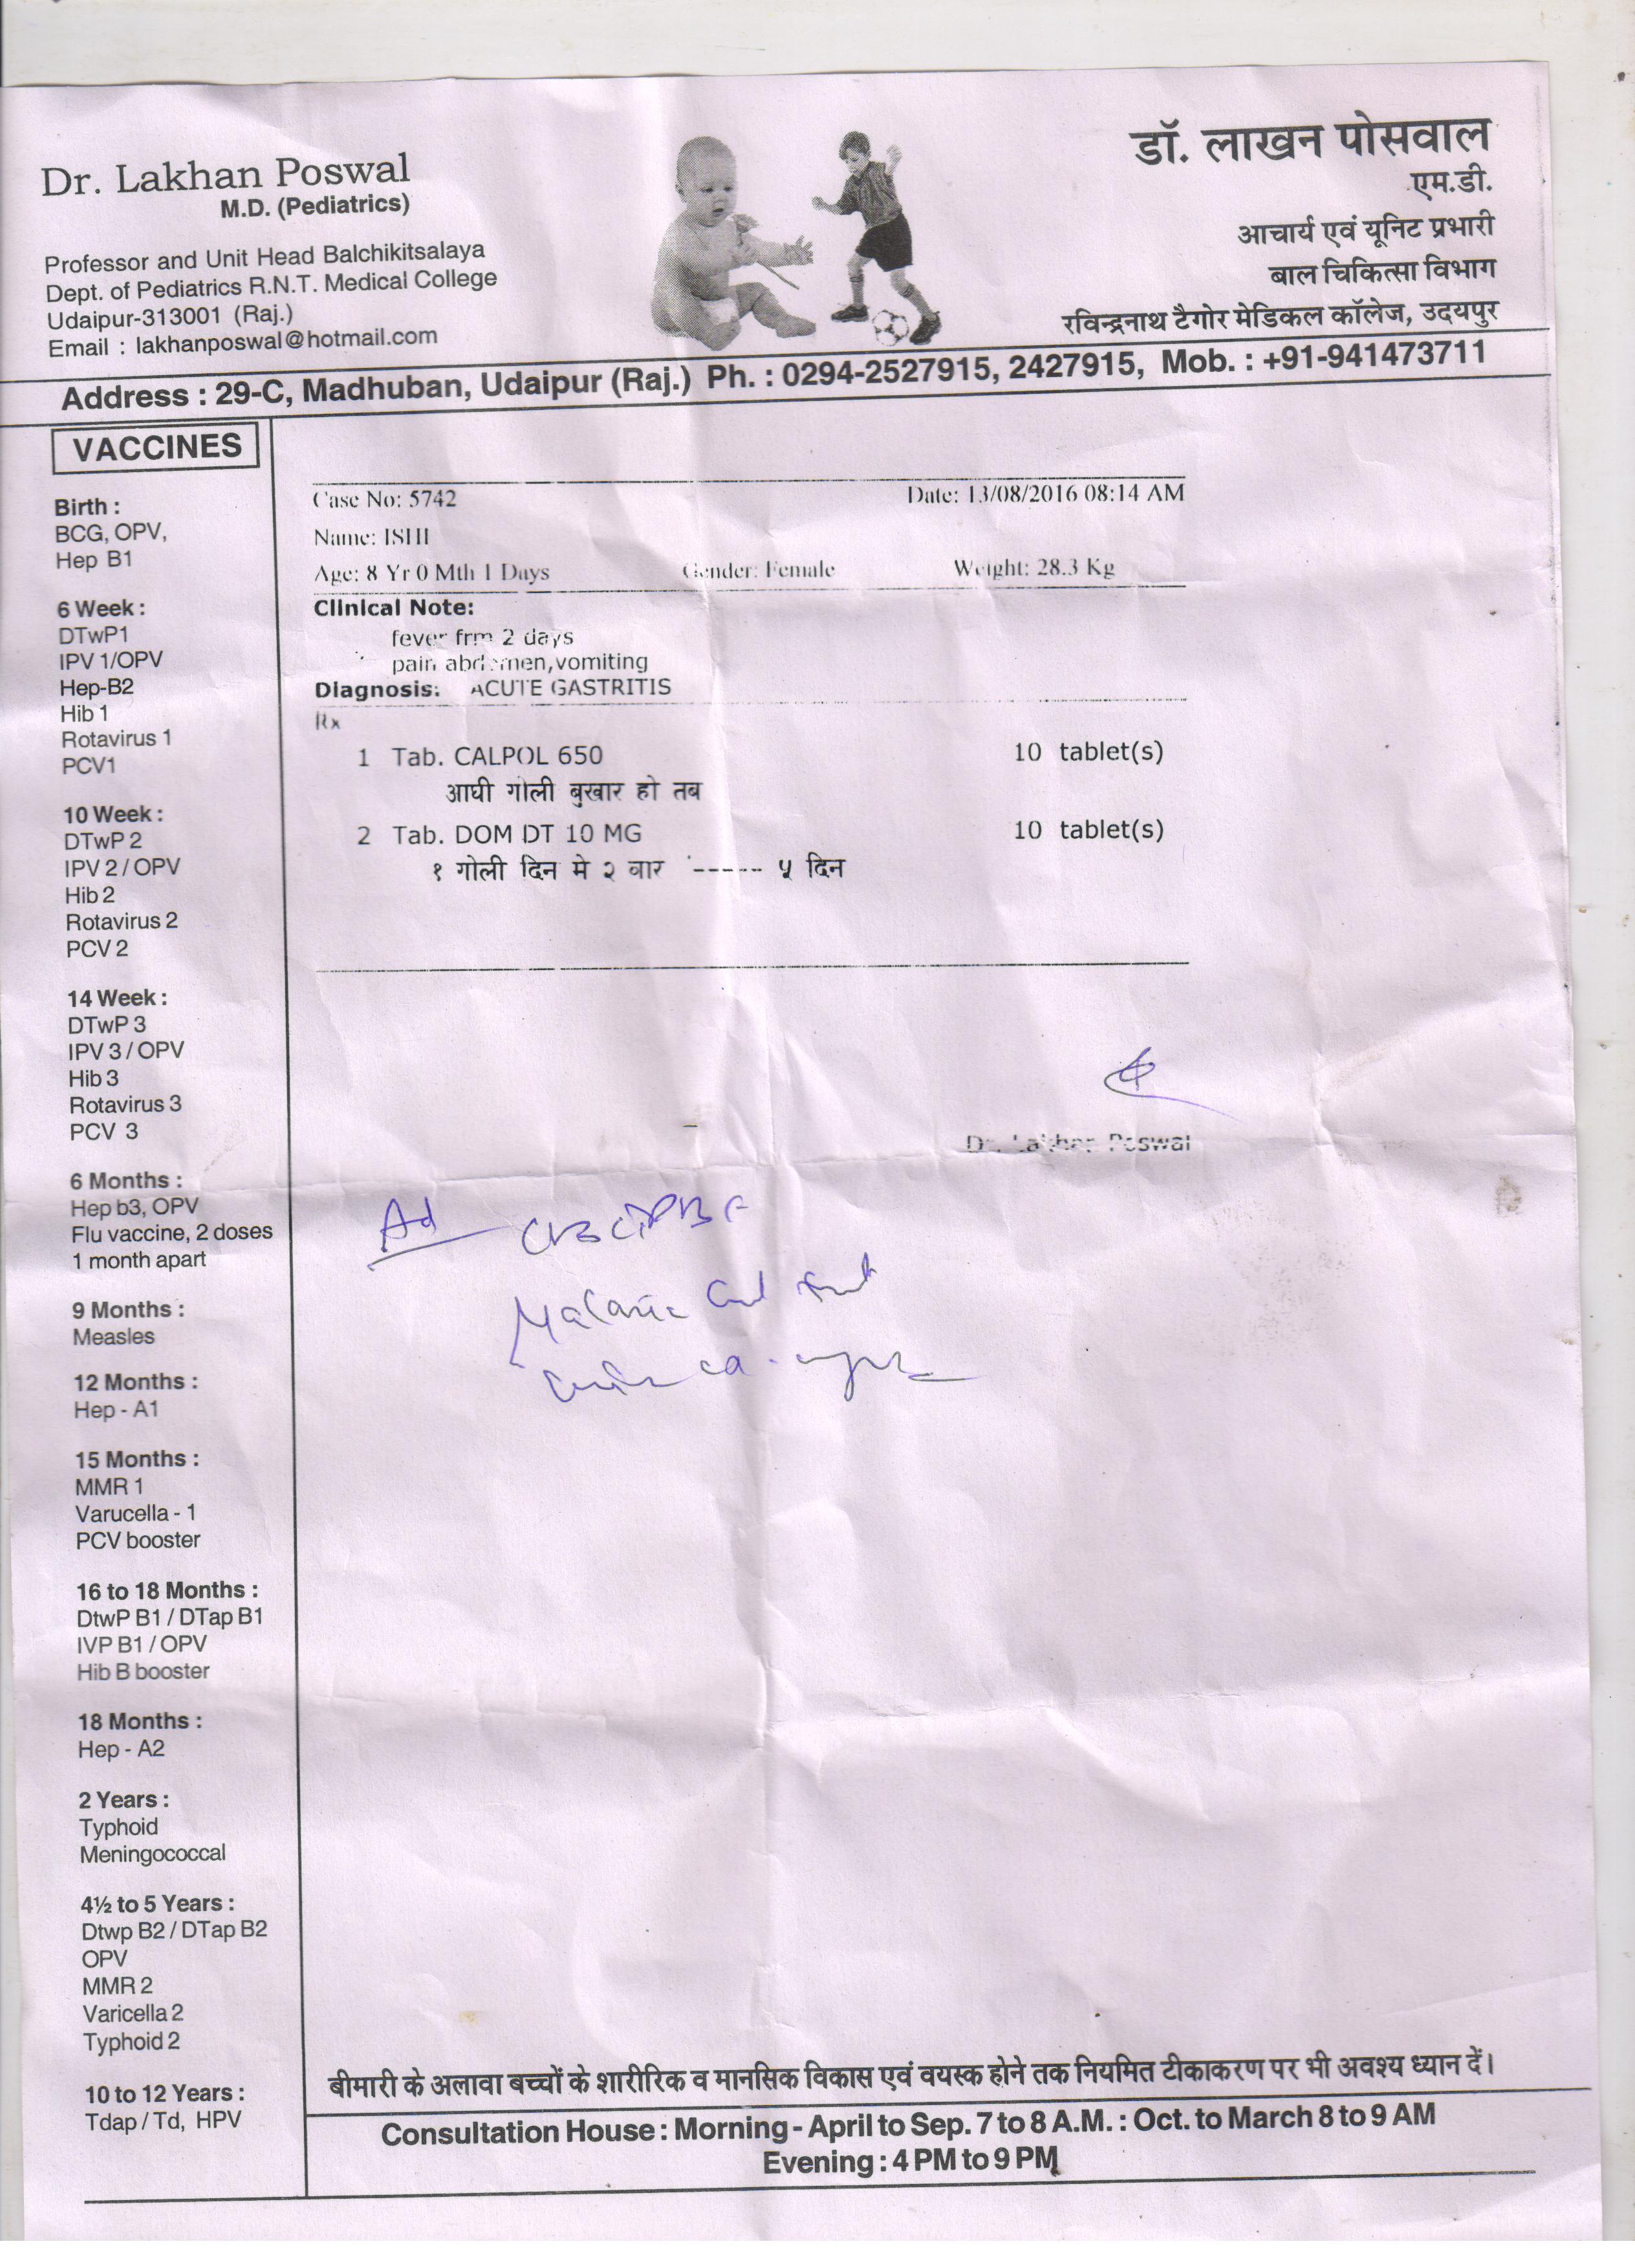 Dr. Lakhan Poswal
M.D. (Pediatrics)
Professor and Unit Head Balchikitsalaya
Dept. of Pediatrics R.N.T. Medical College
Udaipur-313001 (Raj.)
Email : lakhanposwal@hotmail.com
डॉ. लाखन पोसवाल
एम.डी.
आचार्य एवं यूनिट प्रभारी
बाल चिकित्सा विभाग
रविन्द्रनाथ टैगोर मेडिकल कॉलेज, उदयपुर
Address : 29-C, Madhuban, Udaipur (Raj.) Ph. : 0294-2527915, 2427915, Mob. : +91-941473711
VACCINES
Birth :
BCG, OPV,
Hep B1
6 Week :
DTwP1
IPV 1/OPV
Hep-B2
Hib 1
Rotavirus 1
PCV1
10 Week :
DTwP 2
IPV 2 / OPV
Hib 2
Rotavirus 2
PCV 2
14 Week :
DTwP 3
IPV 3 / OPV
Hib 3
Rotavirus 3
PCV 3
6 Months :
Hep b3, OPV
Flu vaccine, 2 doses
1 month apart
9 Months :
Measles
12 Months :
Hep - A1
15 Months :
MMR 1
Varucella - 1
PCV booster
16 to 18 Months :
DtwP B1 / DTap B1
IVP B1 / OPV
Hib B booster
18 Months :
Hep - A2
2 Years :
Typhoid
Meningococcal
4½ to 5 Years :
Dtwp B2 / DTap B2
OPV
MMR 2
Varicella 2
Typhoid 2
10 to 12 Years :
Tdap / Td, HPV
Case No: 5742 Date: 13/08/2016 08:14 AM
Name: ISHI
Age: 8 Yr 0 Mth 1 Days Gender: Female Weight: 28.3 Kg
Clinical Note:
fever frm 2 days
pain abdomen,vomiting
Diagnosis: ACUTE GASTRITIS
Rx
1 Tab. CALPOL 650 10 tablet(s)
आधी गोली बुखार हो तब
2 Tab. DOM DT 10 MG 10 tablet(s)
१ गोली दिन मे २ बार ------ ५ दिन
Dr. Lakhan Poswal
Ad CBC PBF
Malaria Card
बीमारी के अलावा बच्चों के शारीरिक व मानसिक विकास एवं वयस्क होने तक नियमित टीकाकरण पर भी अवश्य ध्यान दें।
Consultation House : Morning - April to Sep. 7 to 8 A.M. : Oct. to March 8 to 9 AM
Evening : 4 PM to 9 PM